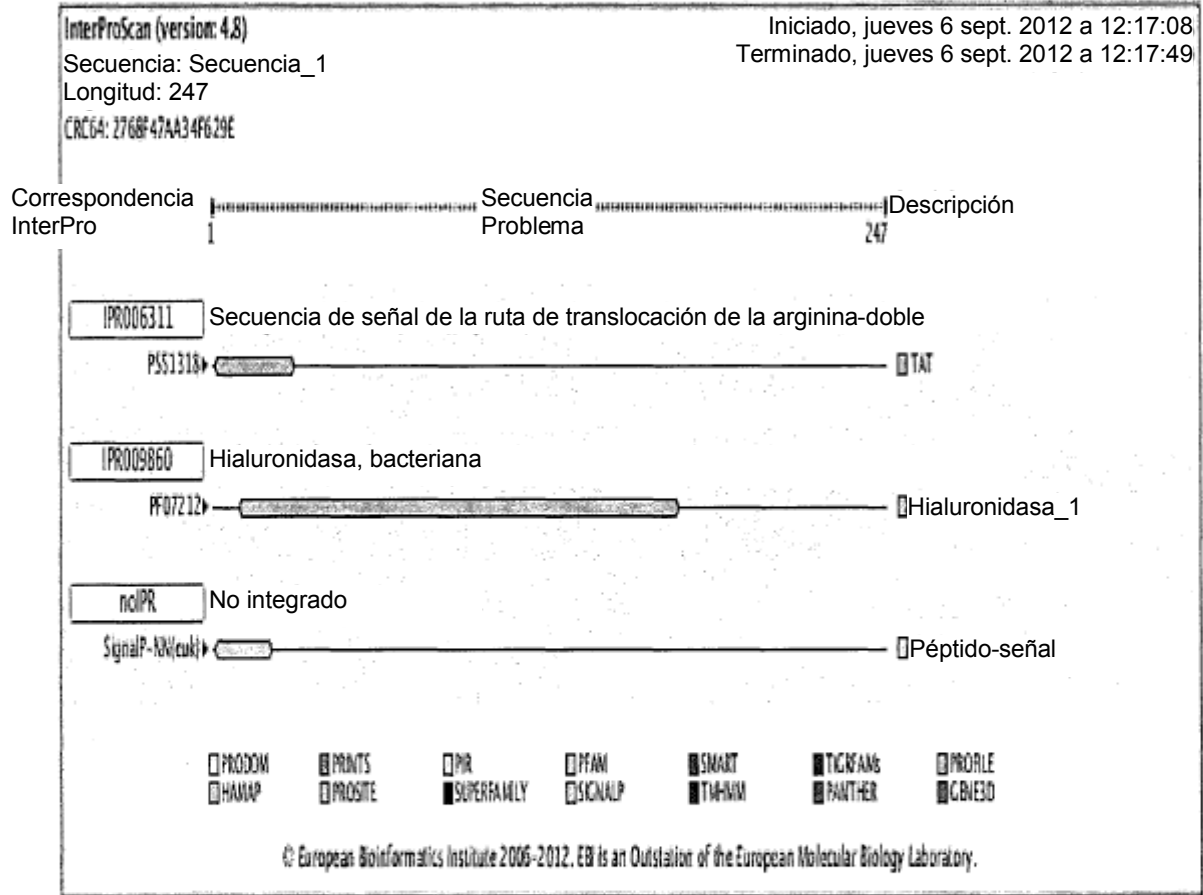 InterProScan (version: 4.8)
Iniciado, jueves 6 sept. 2012 a 12:17:08
Secuencia: Secuencia_1
Terminado, jueves 6 sept. 2012 a 12:17:49
Longitud: 247
CRC64: 2768F47AA34F629E
Correspondencia InterPro
Secuencia Problema
Descripción
1
247
IPR006311
Secuencia de señal de la ruta de translocación de la arginina-doble
PS51318
TAT
IPR009860
Hialuronidasa, bacteriana
PF07212
Hialuronidasa_1
noIPR
No integrado
SignalP-NN(euk)
Péptido-señal
PRODOM PRINTS PIR PFAM SMART TIGRFAMs PROFILE
HAMAP PROSITE SUPERFAMILY SIGNALP TMHMM PANTHER GENE3D
© European Bioinformatics Institute 2006-2012. EBI is an Outstation of the European Molecular Biology Laboratory.